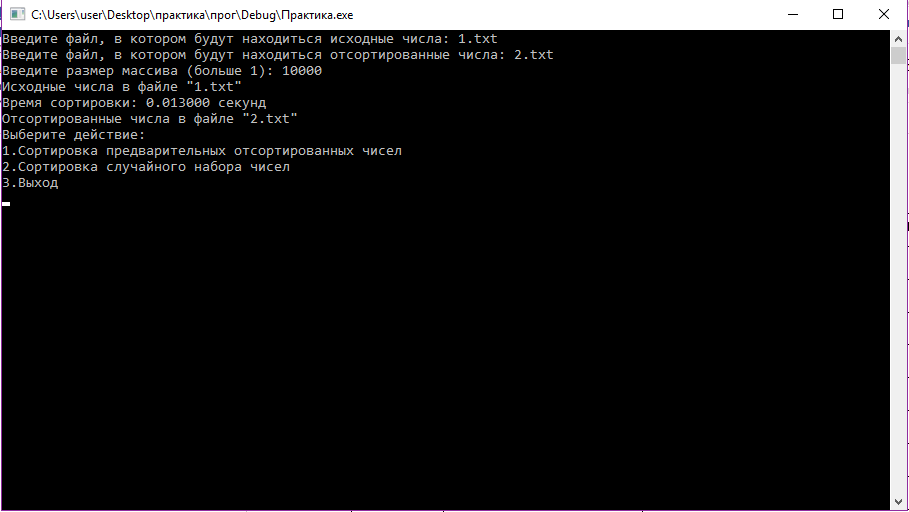 C:\Users\user\Desktop\практика\прог\Debug\Практика.exe
Введите файл, в котором будут находиться исходные числа: 1.txt
Введите файл, в котором будут находиться отсортированные числа: 2.txt
Введите размер массива (больше 1): 10000
Исходные числа в файле "1.txt"
Время сортировки: 0.013000 секунд
Отсортированные числа в файле "2.txt"
Выберите действие:
1.Сортировка предварительных отсортированных чисел
2.Сортировка случайного набора чисел
3.Выход